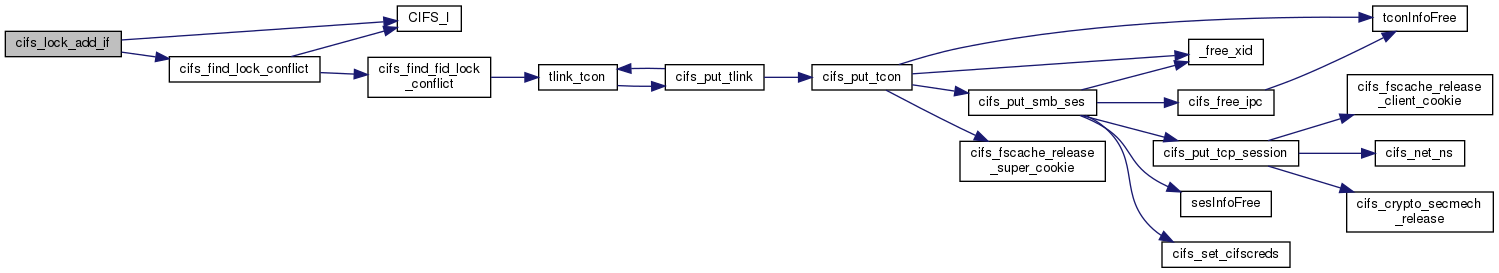 cifs_lock_add_if
CIFS_I
cifs_find_lock_conflict
cifs_find_fid_lock
_conflict
tlink_tcon
cifs_put_tlink
cifs_put_tcon
tconInfoFree
_free_xid
cifs_put_smb_ses
cifs_free_ipc
cifs_fscache_release
_super_cookie
cifs_put_tcp_session
sesInfoFree
cifs_set_cifscreds
cifs_fscache_release
_client_cookie
cifs_net_ns
cifs_crypto_secmech
_release